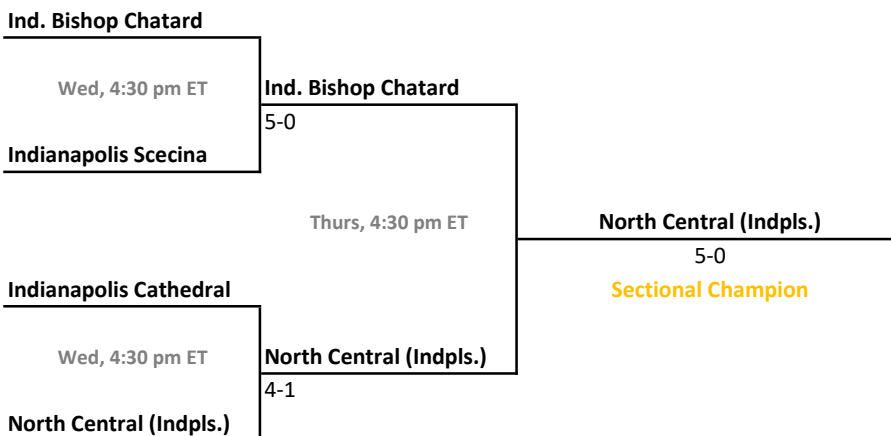 Ind. Bishop Chatard
Wed, 4:30 pm ET
Ind. Bishop Chatard
5-0
Indianapolis Scecina
Thurs, 4:30 pm ET
North Central (Indpls.)
5-0
Indianapolis Cathedral
Sectional Champion
Wed, 4:30 pm ET
North Central (Indpls.)
4-1
North Central (Indpls.)